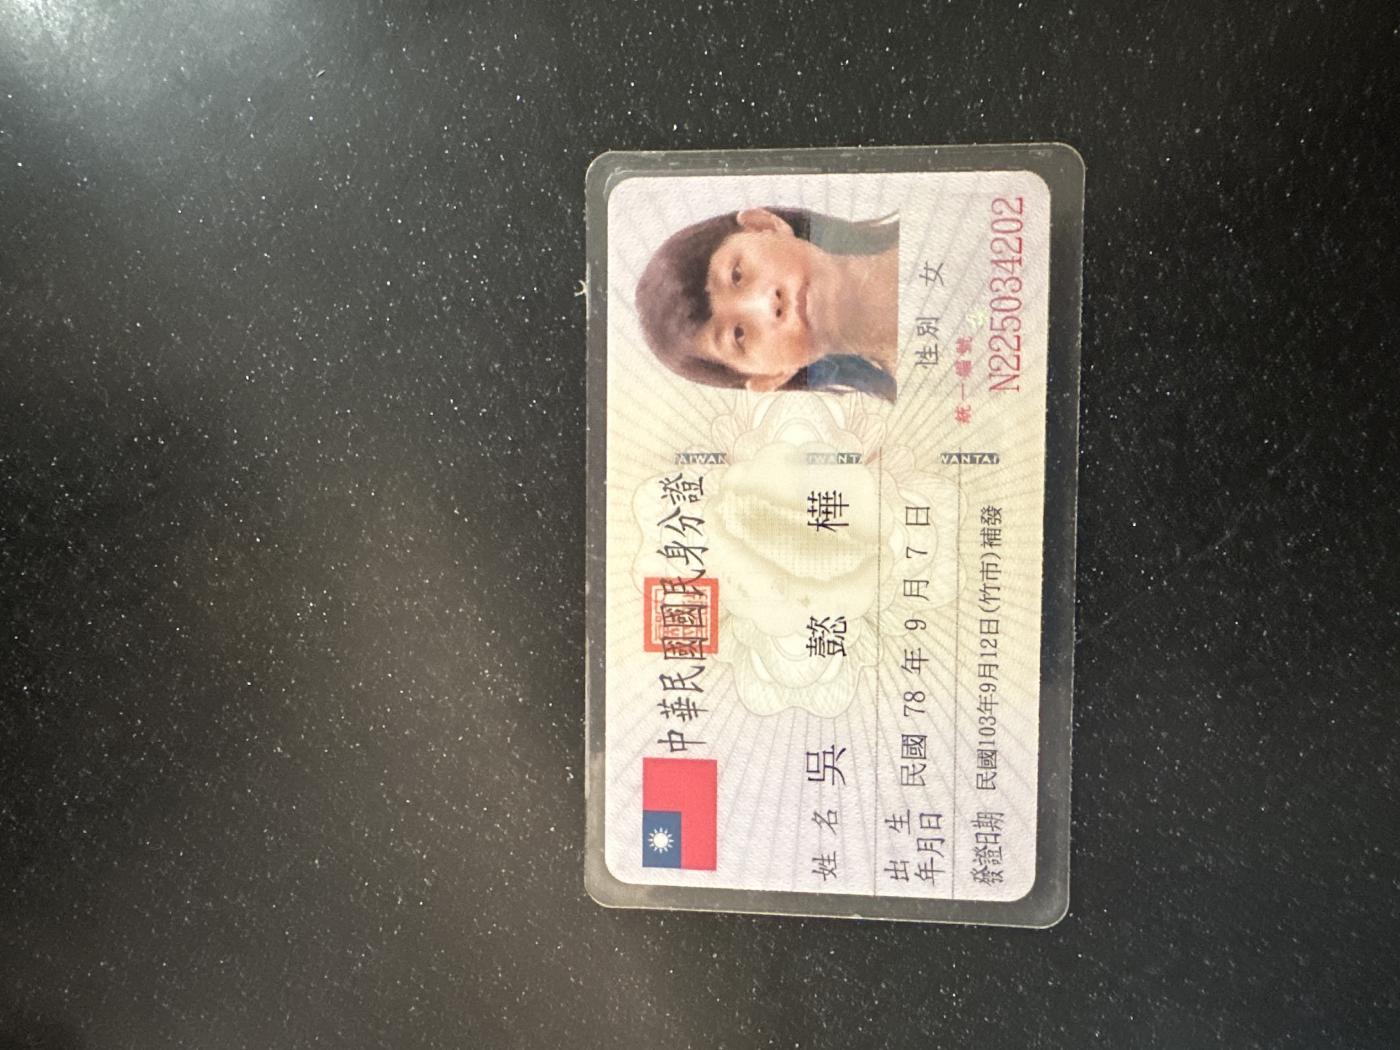 中華民國國民身分證
姓名 吳懿樺
出生年月日 民國 78 年 9 月 7 日
性別 女
發證日期 民國103年9月12日(竹市)補發
統一編號
N225034202